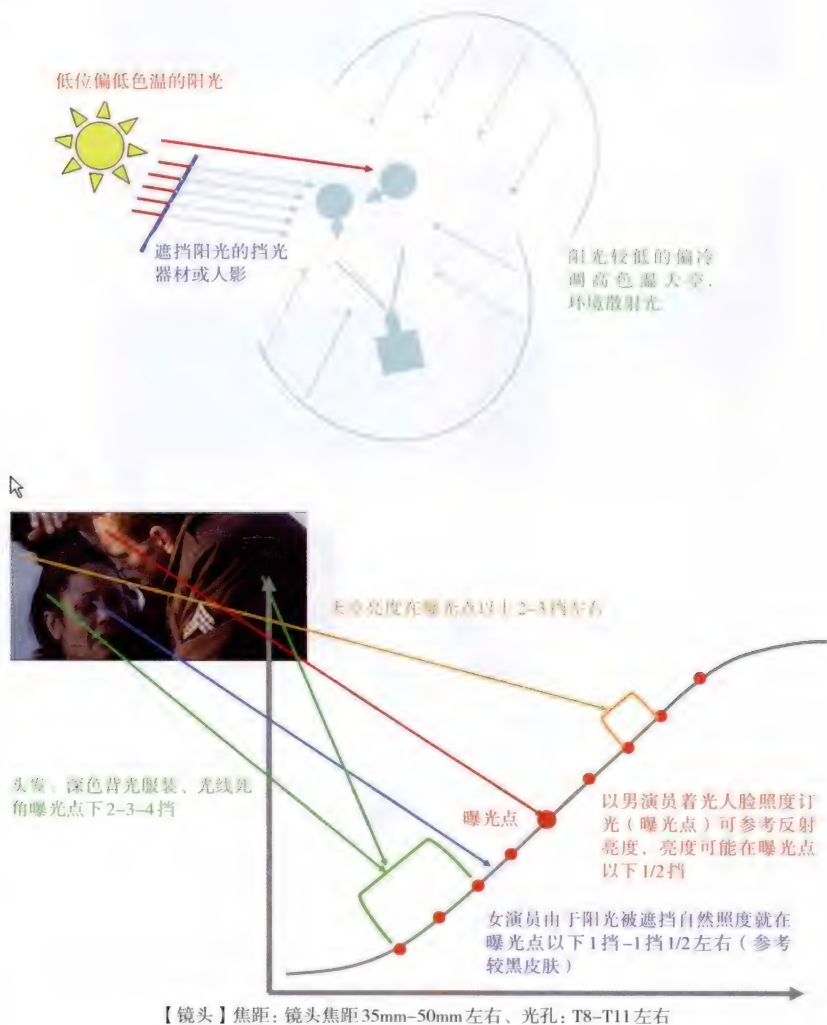 低位偏低色温的阳光
遮挡阳光的挡光
器材或人影
阳光较低的偏冷
调高色温天空、
环境散射光
天空亮度在曝光点以上2-3挡左右
头发、深色背光服装、光线死
角曝光点下2-3-4挡
曝光点
以男演员着光人脸照度订
光（曝光点）可参考反射
亮度、亮度可能在曝光点
以下1/2挡
女演员由于阳光被遮挡自然照度就在
曝光点以下1挡-1挡1/2左右（参考
较黑皮肤）
【镜头】焦距：镜头焦距35mm-50mm左右、光孔：T8-T11左右